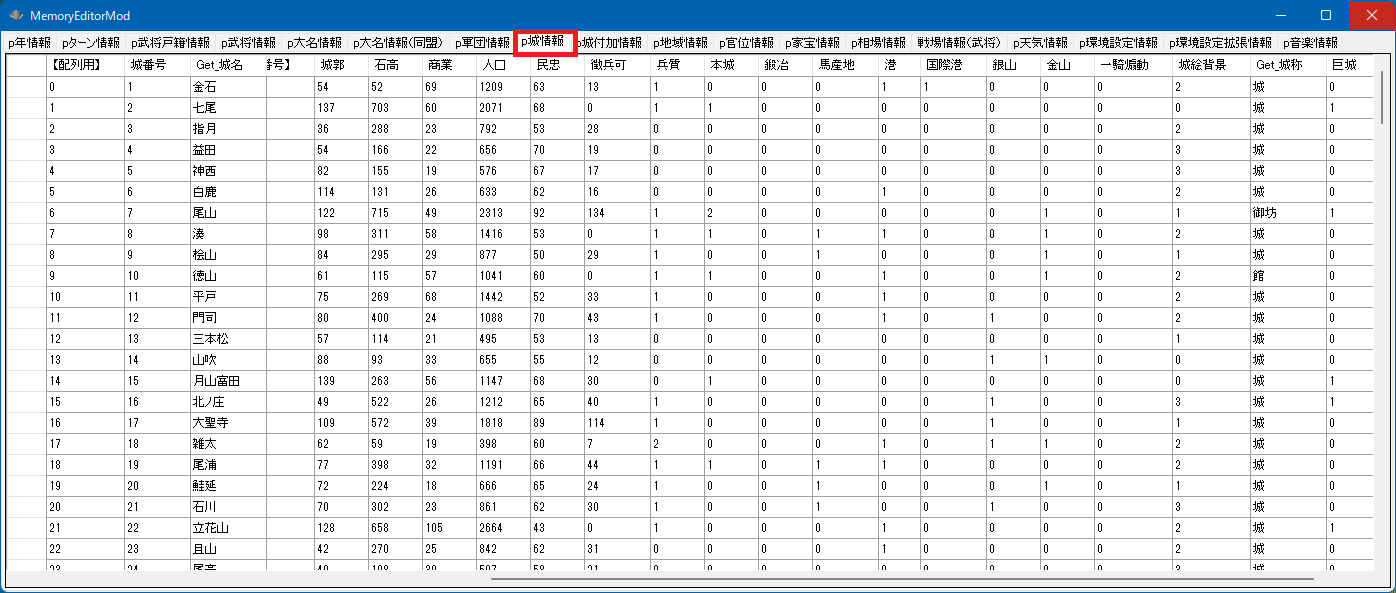 MemoryEditorMod
p年情報 pターン情報 p武将戸籍情報 p武将情報 p大名情報 p大名情報(同盟) p軍団情報 p城情報 p城付加情報 p地域情報 p官位情報 p家宝情報 p相場情報 戦場情報(武将) p天気情報 p環境設定情報 p環境設定拡張情報 p音楽情報
【配列用】 城番号 Get_城名 番号】 城郭 石高 商業 人口 民忠 徴兵可 兵質 本城 鍛冶 馬産地 港 国際港 銀山 金山 一騎煽動 城絵背景 Get_城称 巨城
0 1 金石 54 52 69 1209 63 13 1 0 0 0 1 1 0 0 0 2 城 0
1 2 七尾 137 703 60 2071 68 0 1 1 0 0 1 0 0 0 0 0 城 1
2 3 指月 36 288 23 792 53 28 0 0 0 0 0 0 0 0 0 2 城 0
3 4 益田 54 166 22 656 70 19 0 0 0 0 0 0 0 0 0 3 城 0
4 5 神西 82 155 19 576 67 17 0 0 0 0 0 0 0 0 0 3 城 0
5 6 白鹿 114 131 26 633 62 16 0 0 0 0 1 0 0 0 0 2 城 0
6 7 尾山 122 715 49 2313 92 134 1 2 0 0 0 0 0 1 0 1 御坊 1
7 8 湊 98 311 58 1416 53 0 1 1 0 1 1 0 0 1 0 2 城 0
8 9 桧山 84 295 29 877 50 29 1 0 0 1 0 0 0 1 0 1 城 0
9 10 徳山 61 115 57 1041 60 0 1 1 0 0 1 0 0 1 0 2 館 0
10 11 平戸 75 269 68 1442 52 33 1 0 0 0 1 0 0 0 0 2 城 0
11 12 門司 80 400 24 1088 70 43 1 0 0 0 1 0 1 0 0 2 城 0
12 13 三本松 57 114 21 495 53 13 0 0 0 0 0 0 0 0 0 1 城 0
13 14 山吹 88 93 33 655 55 12 0 0 0 0 0 0 1 1 0 0 城 0
14 15 月山富田 139 263 56 1147 68 30 0 1 0 0 0 0 0 0 0 0 城 1
15 16 北ノ庄 49 522 26 1212 65 40 1 0 0 0 0 0 1 0 0 3 城 1
16 17 大聖寺 109 572 39 1818 89 114 1 0 0 0 0 0 1 0 0 1 城 0
17 18 雑太 62 59 19 398 60 7 2 0 0 0 1 0 1 1 0 2 城 0
18 19 尾浦 77 398 32 1191 66 44 1 1 0 1 1 0 0 0 0 2 城 0
19 20 鮭延 72 224 18 666 65 24 1 0 0 1 0 0 0 1 0 1 城 0
20 21 石川 70 302 23 861 62 30 1 0 0 1 0 0 1 0 0 3 城 0
21 22 立花山 128 658 105 2664 43 0 1 0 0 0 1 0 0 0 0 2 城 1
22 23 且山 42 270 25 842 62 31 0 0 0 0 1 0 0 0 0 2 城 0